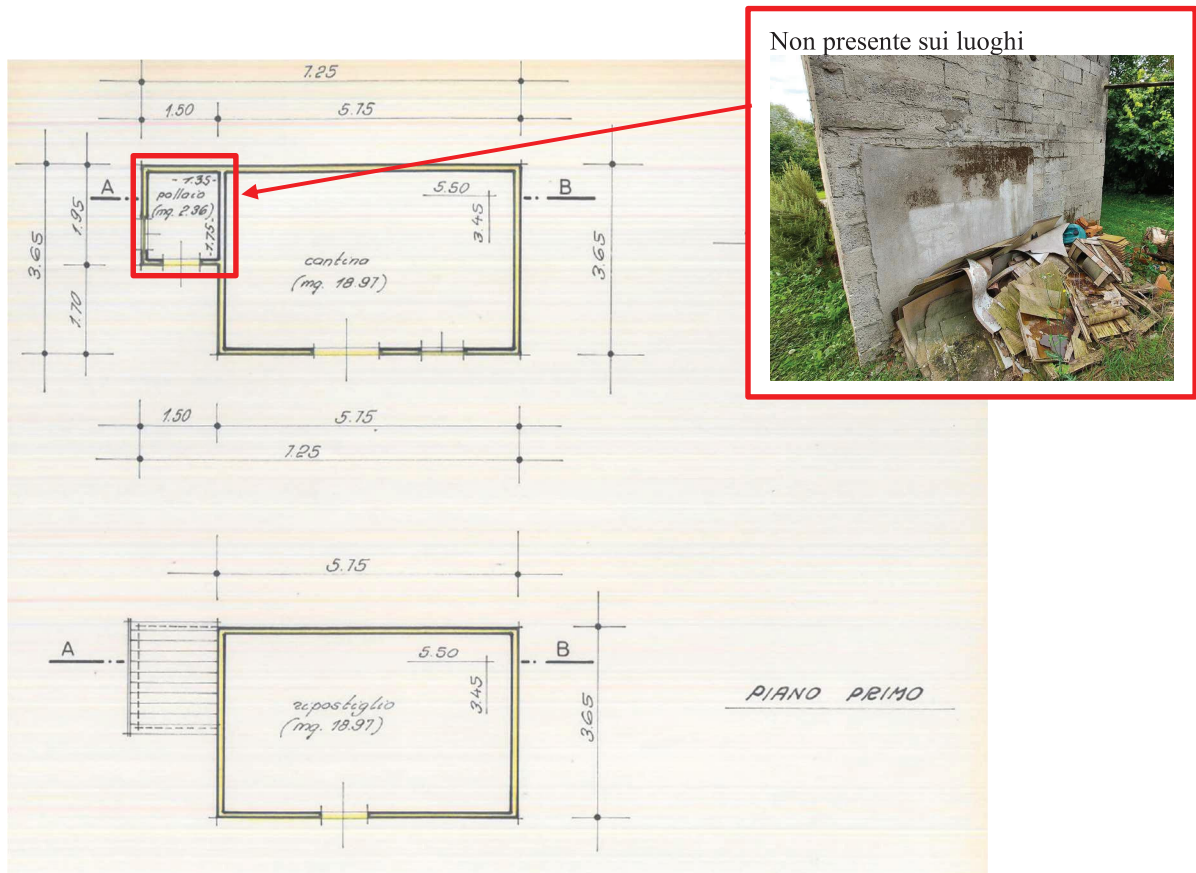 Non presente sui luoghi
7.25
1.50 5.75
A - 1.35 - 5.50 B
pollaio
(mq. 2.36)
3.65 1.95 1.75 3.45 3.65
cantina
(mq. 18.97)
1.70
1.50 5.75
7.25
5.75
A 5.50 B
3.45 3.65
ripostiglio
(mq. 18.97)
PIANO PRIMO